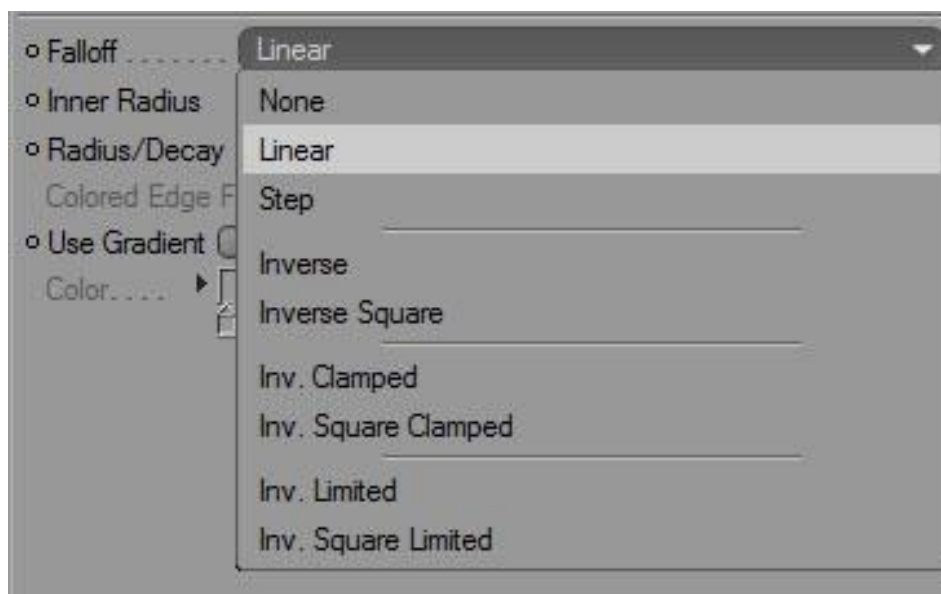 Falloff . . . . . . . Linear
Inner Radius
None
Radius/Decay
Linear
Colored Edge F
Step
Use Gradient
Inverse
Color. . . .
Inverse Square
Inv. Clamped
Inv. Square Clamped
Inv. Limited
Inv. Square Limited